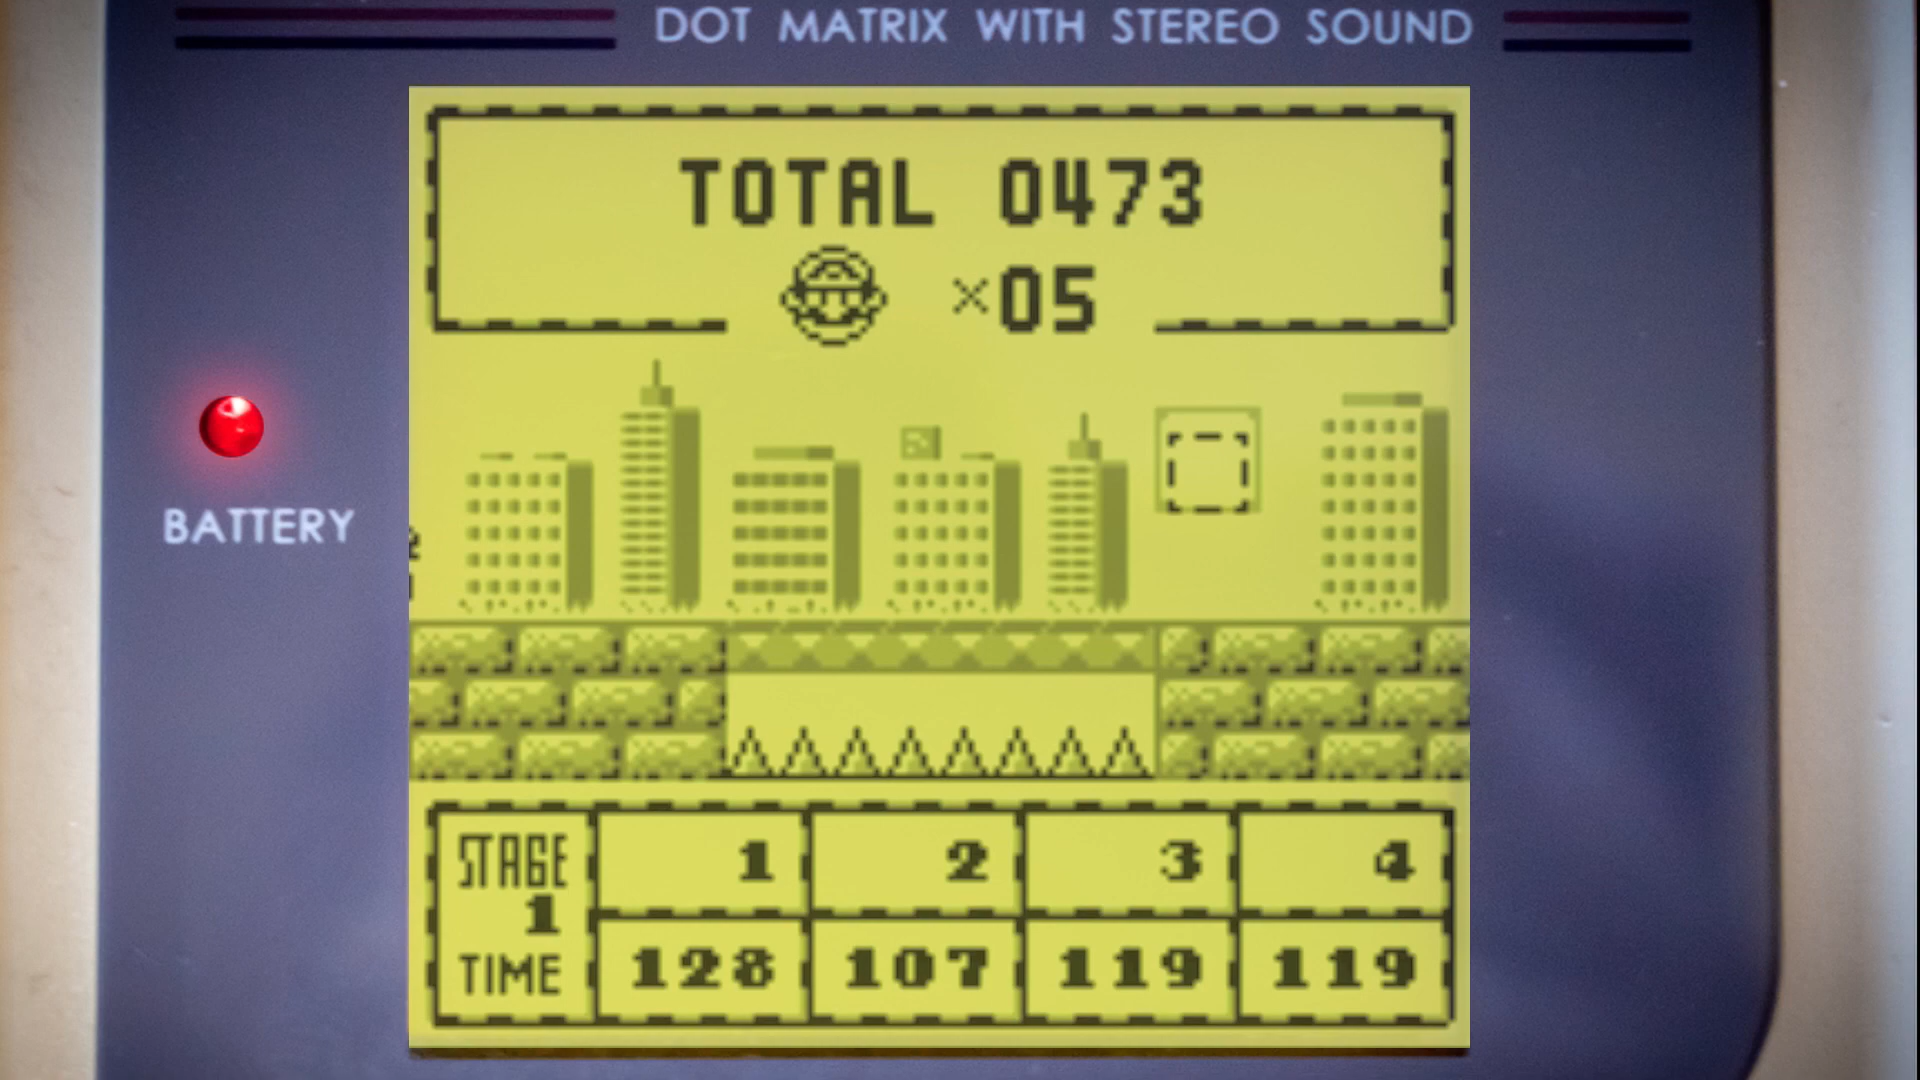 DOT MATRIX WITH STEREO SOUND
TOTAL 0473
×05
BATTERY
STAGE 1 2 3 4
1
TIME 128 107 119 119